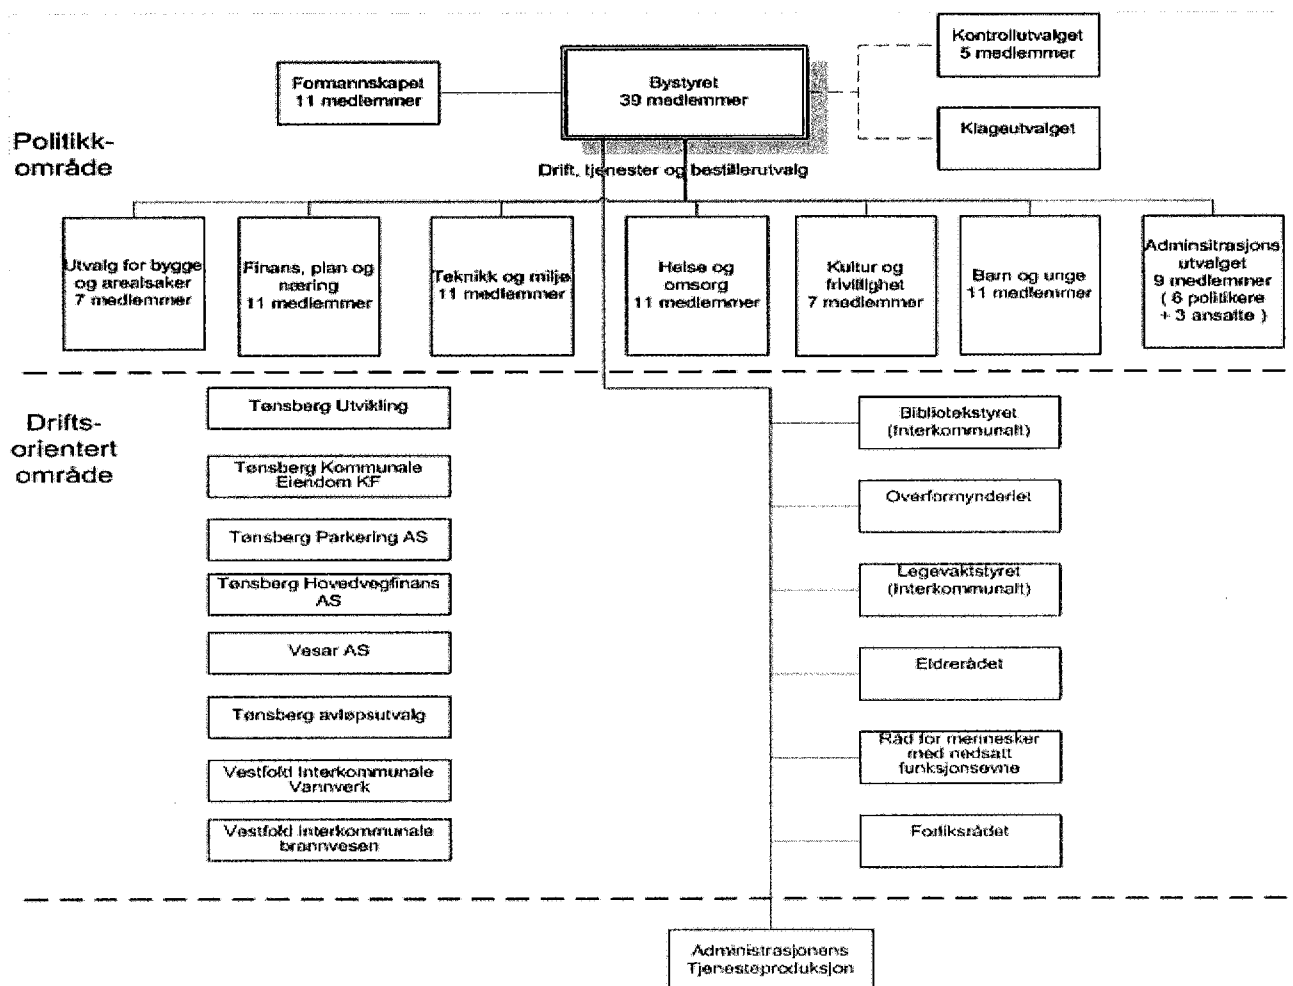 Kontrollutvalget
5 medlemmer
Formannskapet
11 medlemmer
Bystyret
39 medlemmer
Klageutvalget
Politikk-
område
Drift, tjenester og bestillerutvalg
Utvalg for bygge
og arealsaker
7 medlemmer
Finans, plan og
næring
11 medlemmer
Teknikk og miljø
11 medlemmer
Helse og
omsorg
11 medlemmer
Kultur og
frivillighet
7 medlemmer
Barn og unge
11 medlemmer
Adminsitrasjons
utvalget
9 medlemmer
( 6 politikere
+ 3 ansatte )
Drifts-
orientert
område
Tønsberg Utvikling
Tønsberg Kommunale
Eiendom KF
Tønsberg Parkering AS
Tønsberg Hovedvegfinans
AS
Vesar AS
Tønsberg avløpsutvalg
Vestfold Interkommunale
Vannverk
Vestfold Interkommunale
brannvesen
Bibliotekstyret
(Interkommunalt)
Overformynderiet
Legevaktstyret
(Interkommunalt)
Eldrerådet
Råd for mennesker
med nedsatt
funksjonsevne
Forliksrådet
Administrasjonens
Tjenesteproduksjon